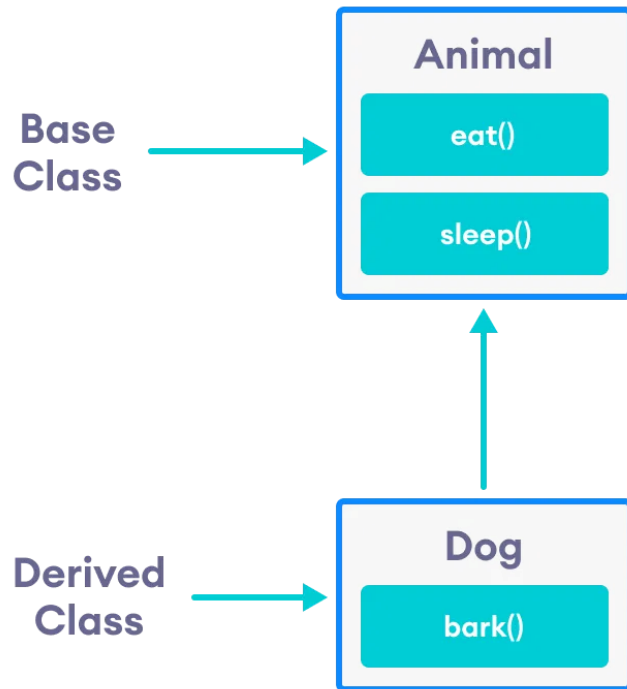 Animal
eat()
sleep()
Base
Class
Dog
bark()
Derived
Class